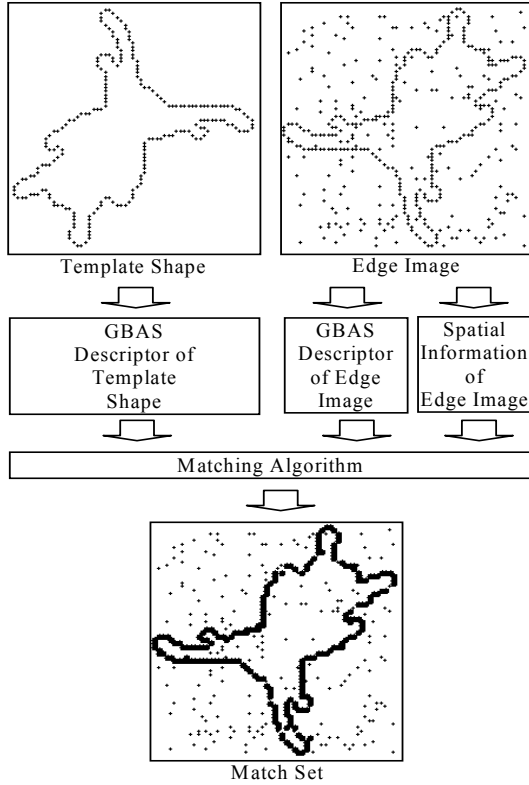 Template Shape
Edge Image
GBAS
Descriptor of
Template
Shape
GBAS
Descriptor
of Edge
Image
Spatial
Information
of
Edge Image
Matching Algorithm
Match Set